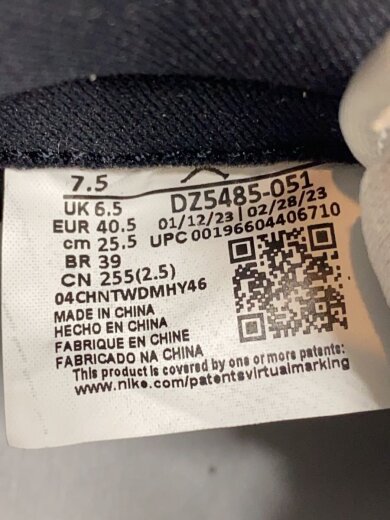 7.5
UK 6.5
EUR 40.5
cm 25.5
BR 39
CN 255(2.5)
DZ5485-051
01/12/23 | 02/28/23
UPC 00196604406710
04CHNTWDMHY46
MADE IN CHINA
HECHO EN CHINA
FABRIQUE EN CHINE
FABRICADO NA CHINA
This product is covered by one or more patents:
www.nike.com/patentsvirtualmarking